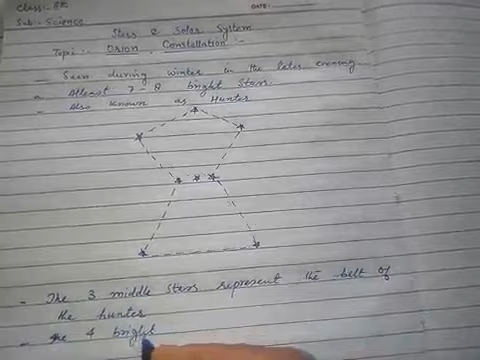 Class:- 8th
DATE:
Sub:- Science
Stars & Solar System
Topic :- Orion Constellation :-
- Seen during winter in the later evening
- Atleast 7 - 8 bright Stars.
- Also known as Hunter
- The 3 middle stars represent the belt of
the hunter
- The 4 bright